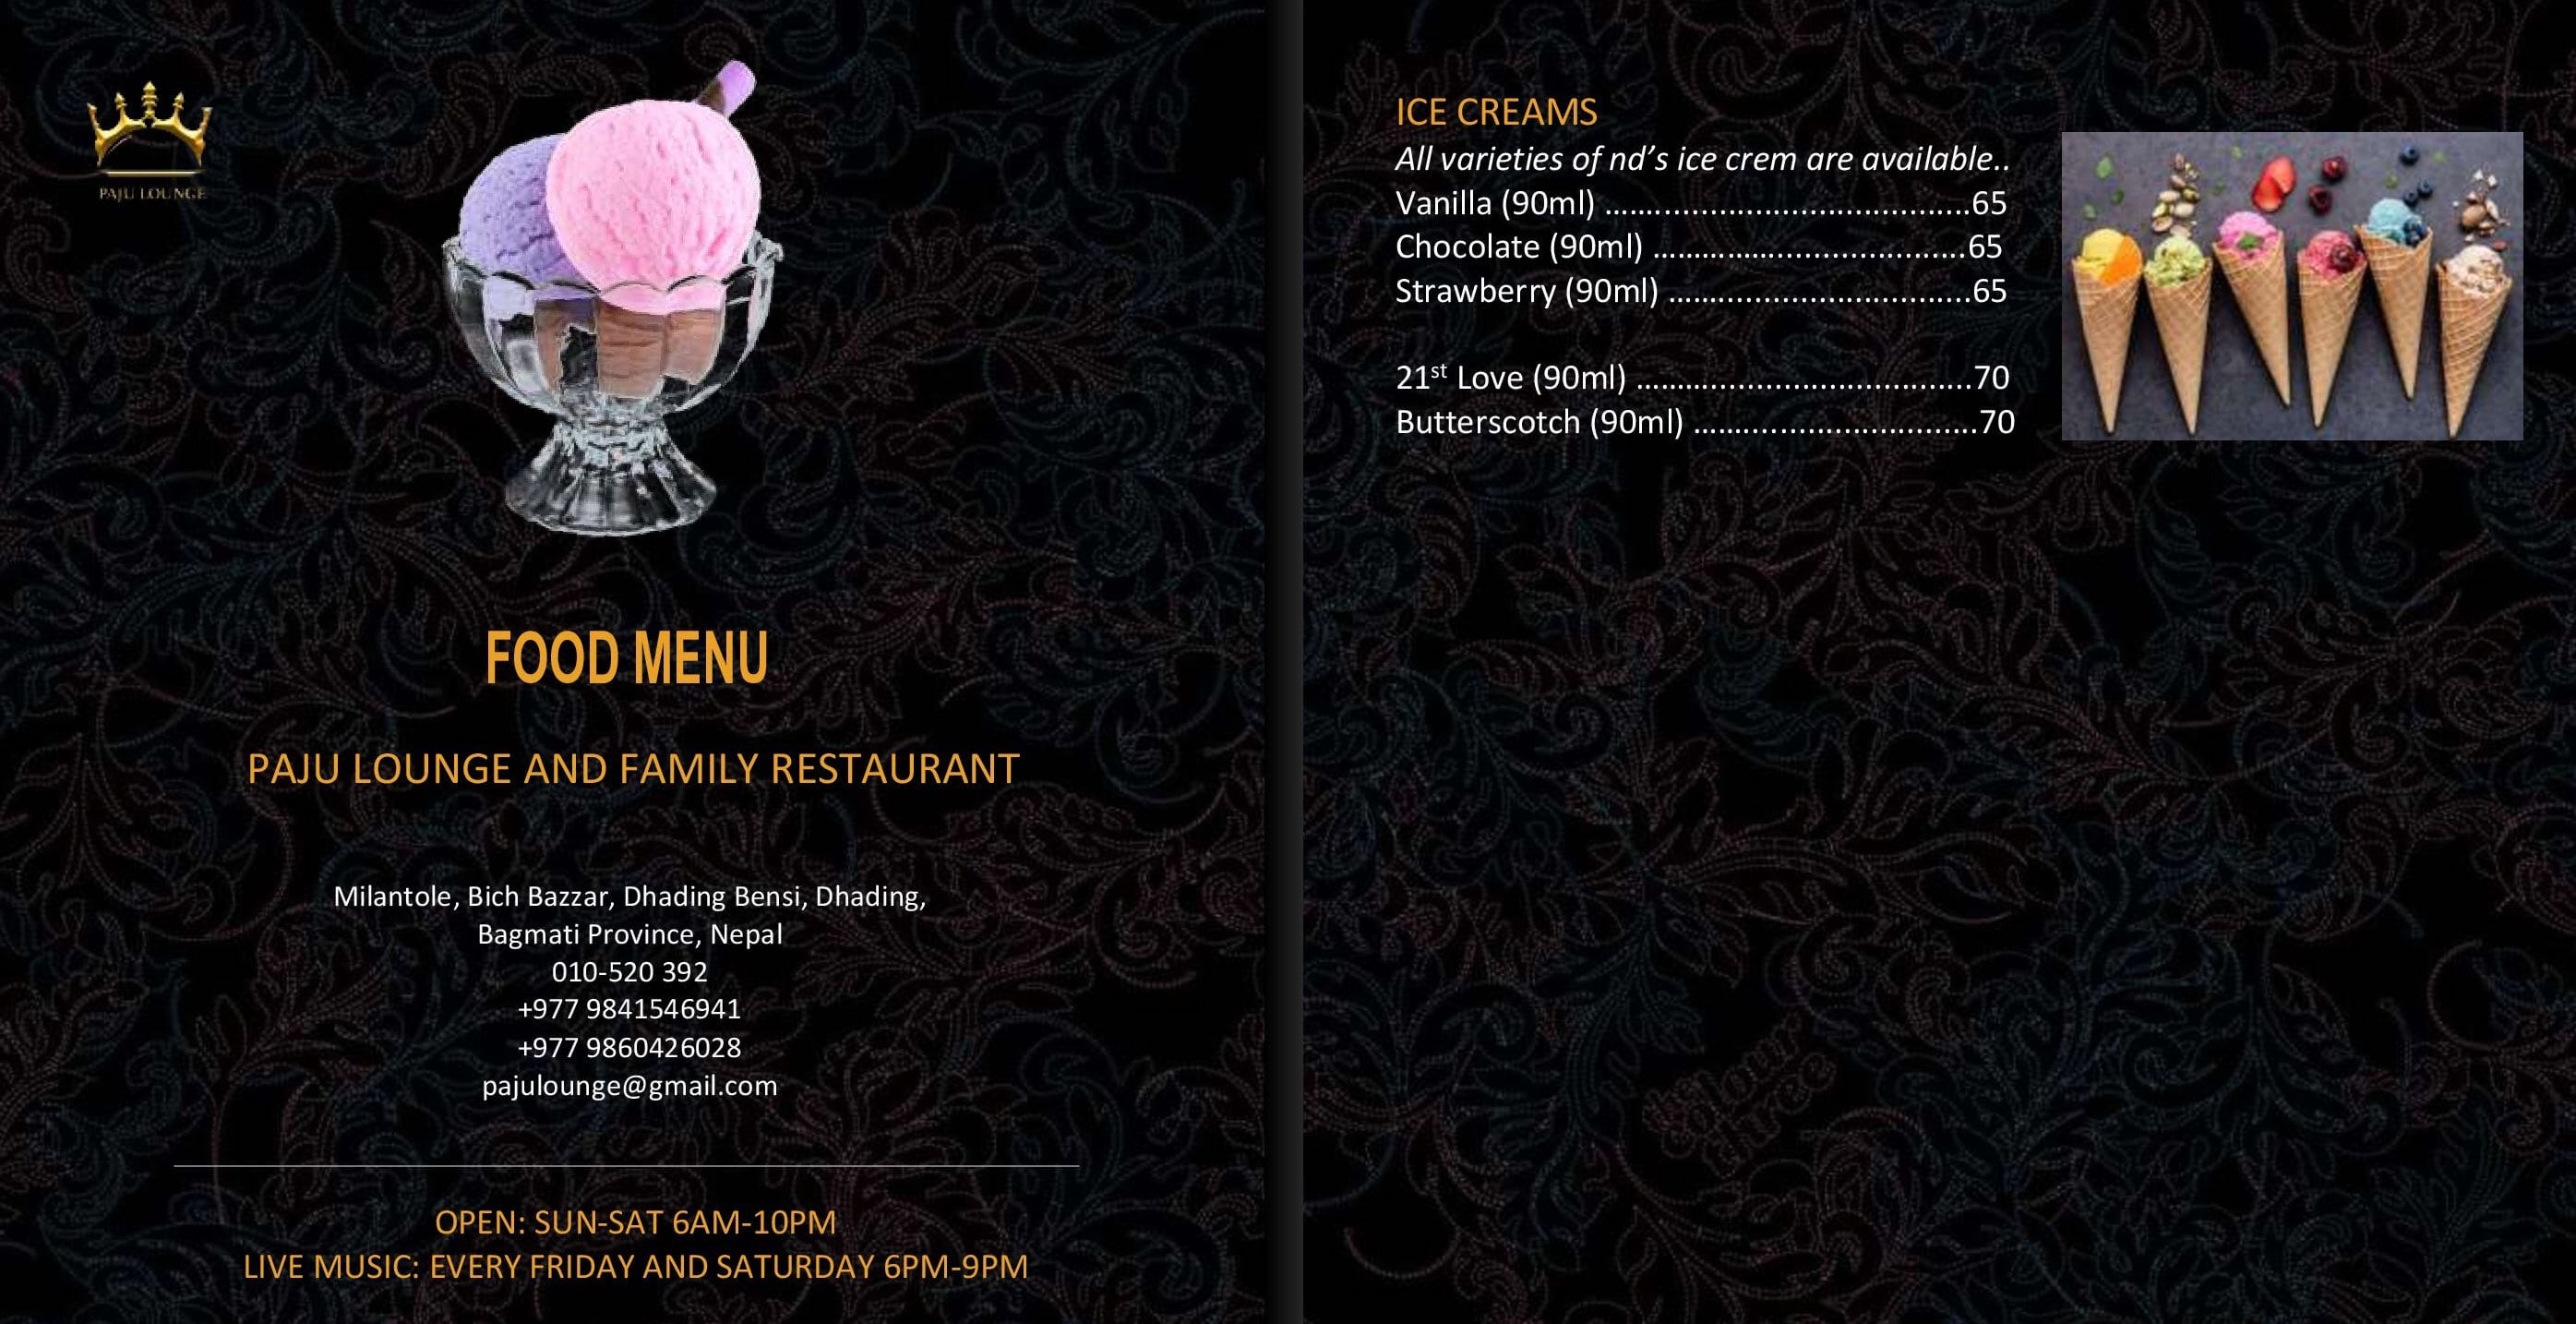 PAJU LOUNGE
FOOD MENU
PAJU LOUNGE AND FAMILY RESTAURANT
Milantole, Bich Bazzar, Dhading Bensi, Dhading,
Bagmati Province, Nepal
010-520 392
+977 9841546941
+977 9860426028
pajulounge@gmail.com
OPEN: SUN-SAT 6AM-10PM
LIVE MUSIC: EVERY FRIDAY AND SATURDAY 6PM-9PM
ICE CREAMS
All varieties of nd’s ice crem are available..
Vanilla (90ml) ............................................65
Chocolate (90ml) ......................................65
Strawberry (90ml) ....................................65
21st Love (90ml) ........................................70
Butterscotch (90ml) ..................................70
colour tree